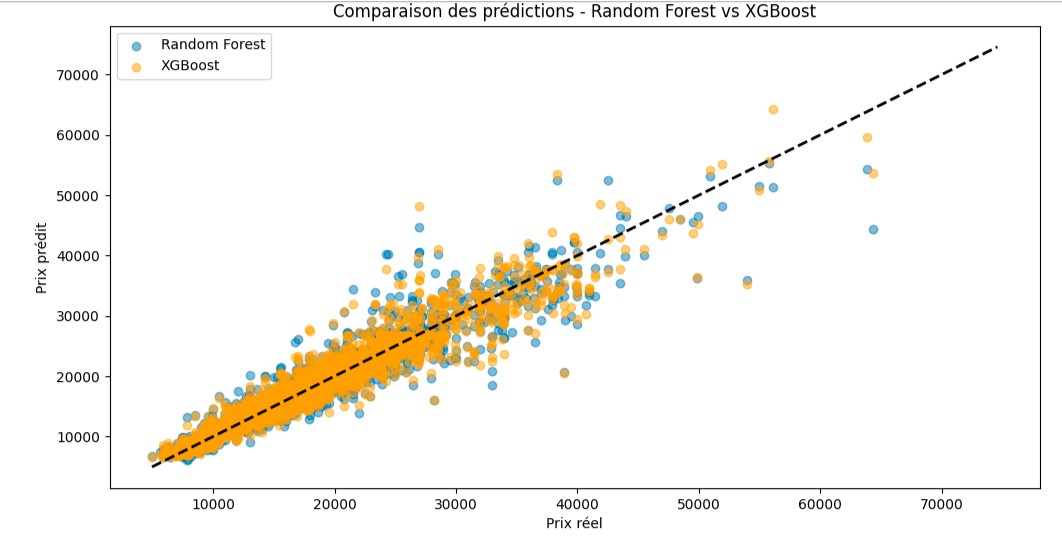 Comparaison des prédictions - Random Forest vs XGBoost
Random Forest
XGBoost
70000
60000
50000
40000
30000
20000
10000
Prix prédit
10000 20000 30000 40000 50000 60000 70000
Prix réel